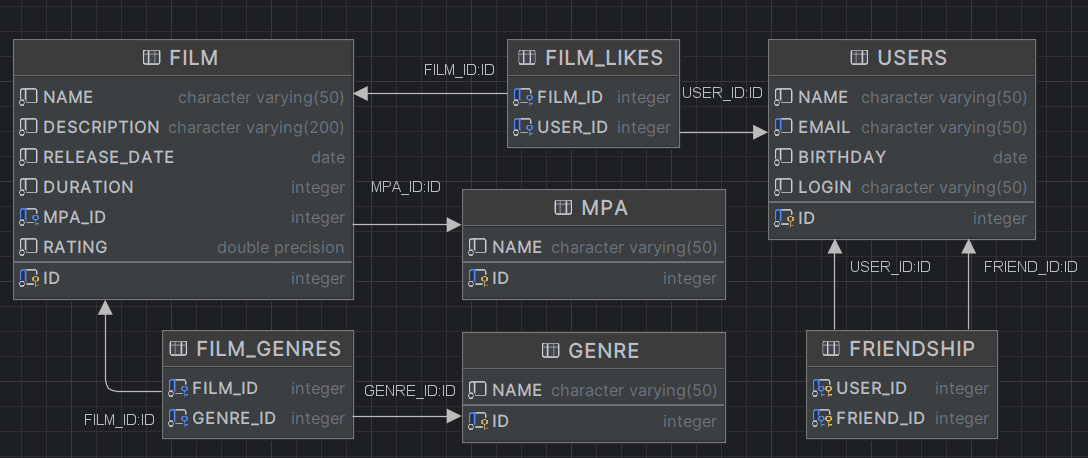 FILM
NAME character varying(50)
DESCRIPTION character varying(200)
RELEASE_DATE date
DURATION integer
MPA_ID integer
RATING double precision
ID integer
FILM_ID:ID
FILM_LIKES
FILM_ID integer
USER_ID integer
USER_ID:ID
USERS
NAME character varying(50)
EMAIL character varying(50)
BIRTHDAY date
LOGIN character varying(50)
ID integer
MPA_ID:ID
MPA
NAME character varying(50)
ID integer
USER_ID:ID
FRIEND_ID:ID
FILM_GENRES
FILM_ID integer
GENRE_ID integer
FILM_ID:ID
GENRE_ID:ID
GENRE
NAME character varying(50)
ID integer
FRIENDSHIP
USER_ID integer
FRIEND_ID integer